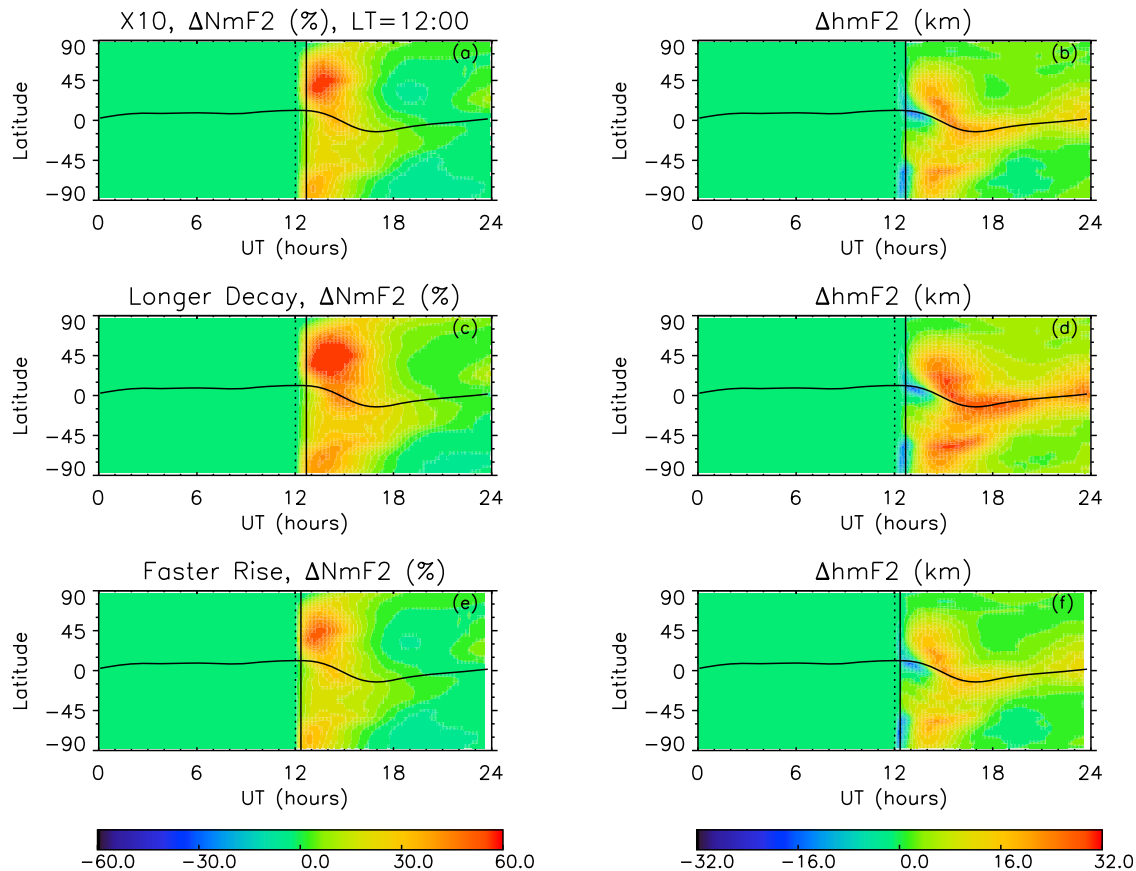 X10, ΔNmF2 (%), LT=12:00
ΔhmF2 (km)
90
45
0
−45
−90
Latitude
(a)
0 6 12 18 24
UT (hours)
90
45
0
−45
−90
Latitude
(b)
0 6 12 18 24
UT (hours)
Longer Decay, ΔNmF2 (%)
ΔhmF2 (km)
90
45
0
−45
−90
Latitude
(c)
0 6 12 18 24
UT (hours)
90
45
0
−45
−90
Latitude
(d)
0 6 12 18 24
UT (hours)
Faster Rise, ΔNmF2 (%)
ΔhmF2 (km)
90
45
0
−45
−90
Latitude
(e)
0 6 12 18 24
UT (hours)
90
45
0
−45
−90
Latitude
(f)
0 6 12 18 24
UT (hours)
−60.0 −30.0 0.0 30.0 60.0
−32.0 −16.0 0.0 16.0 32.0